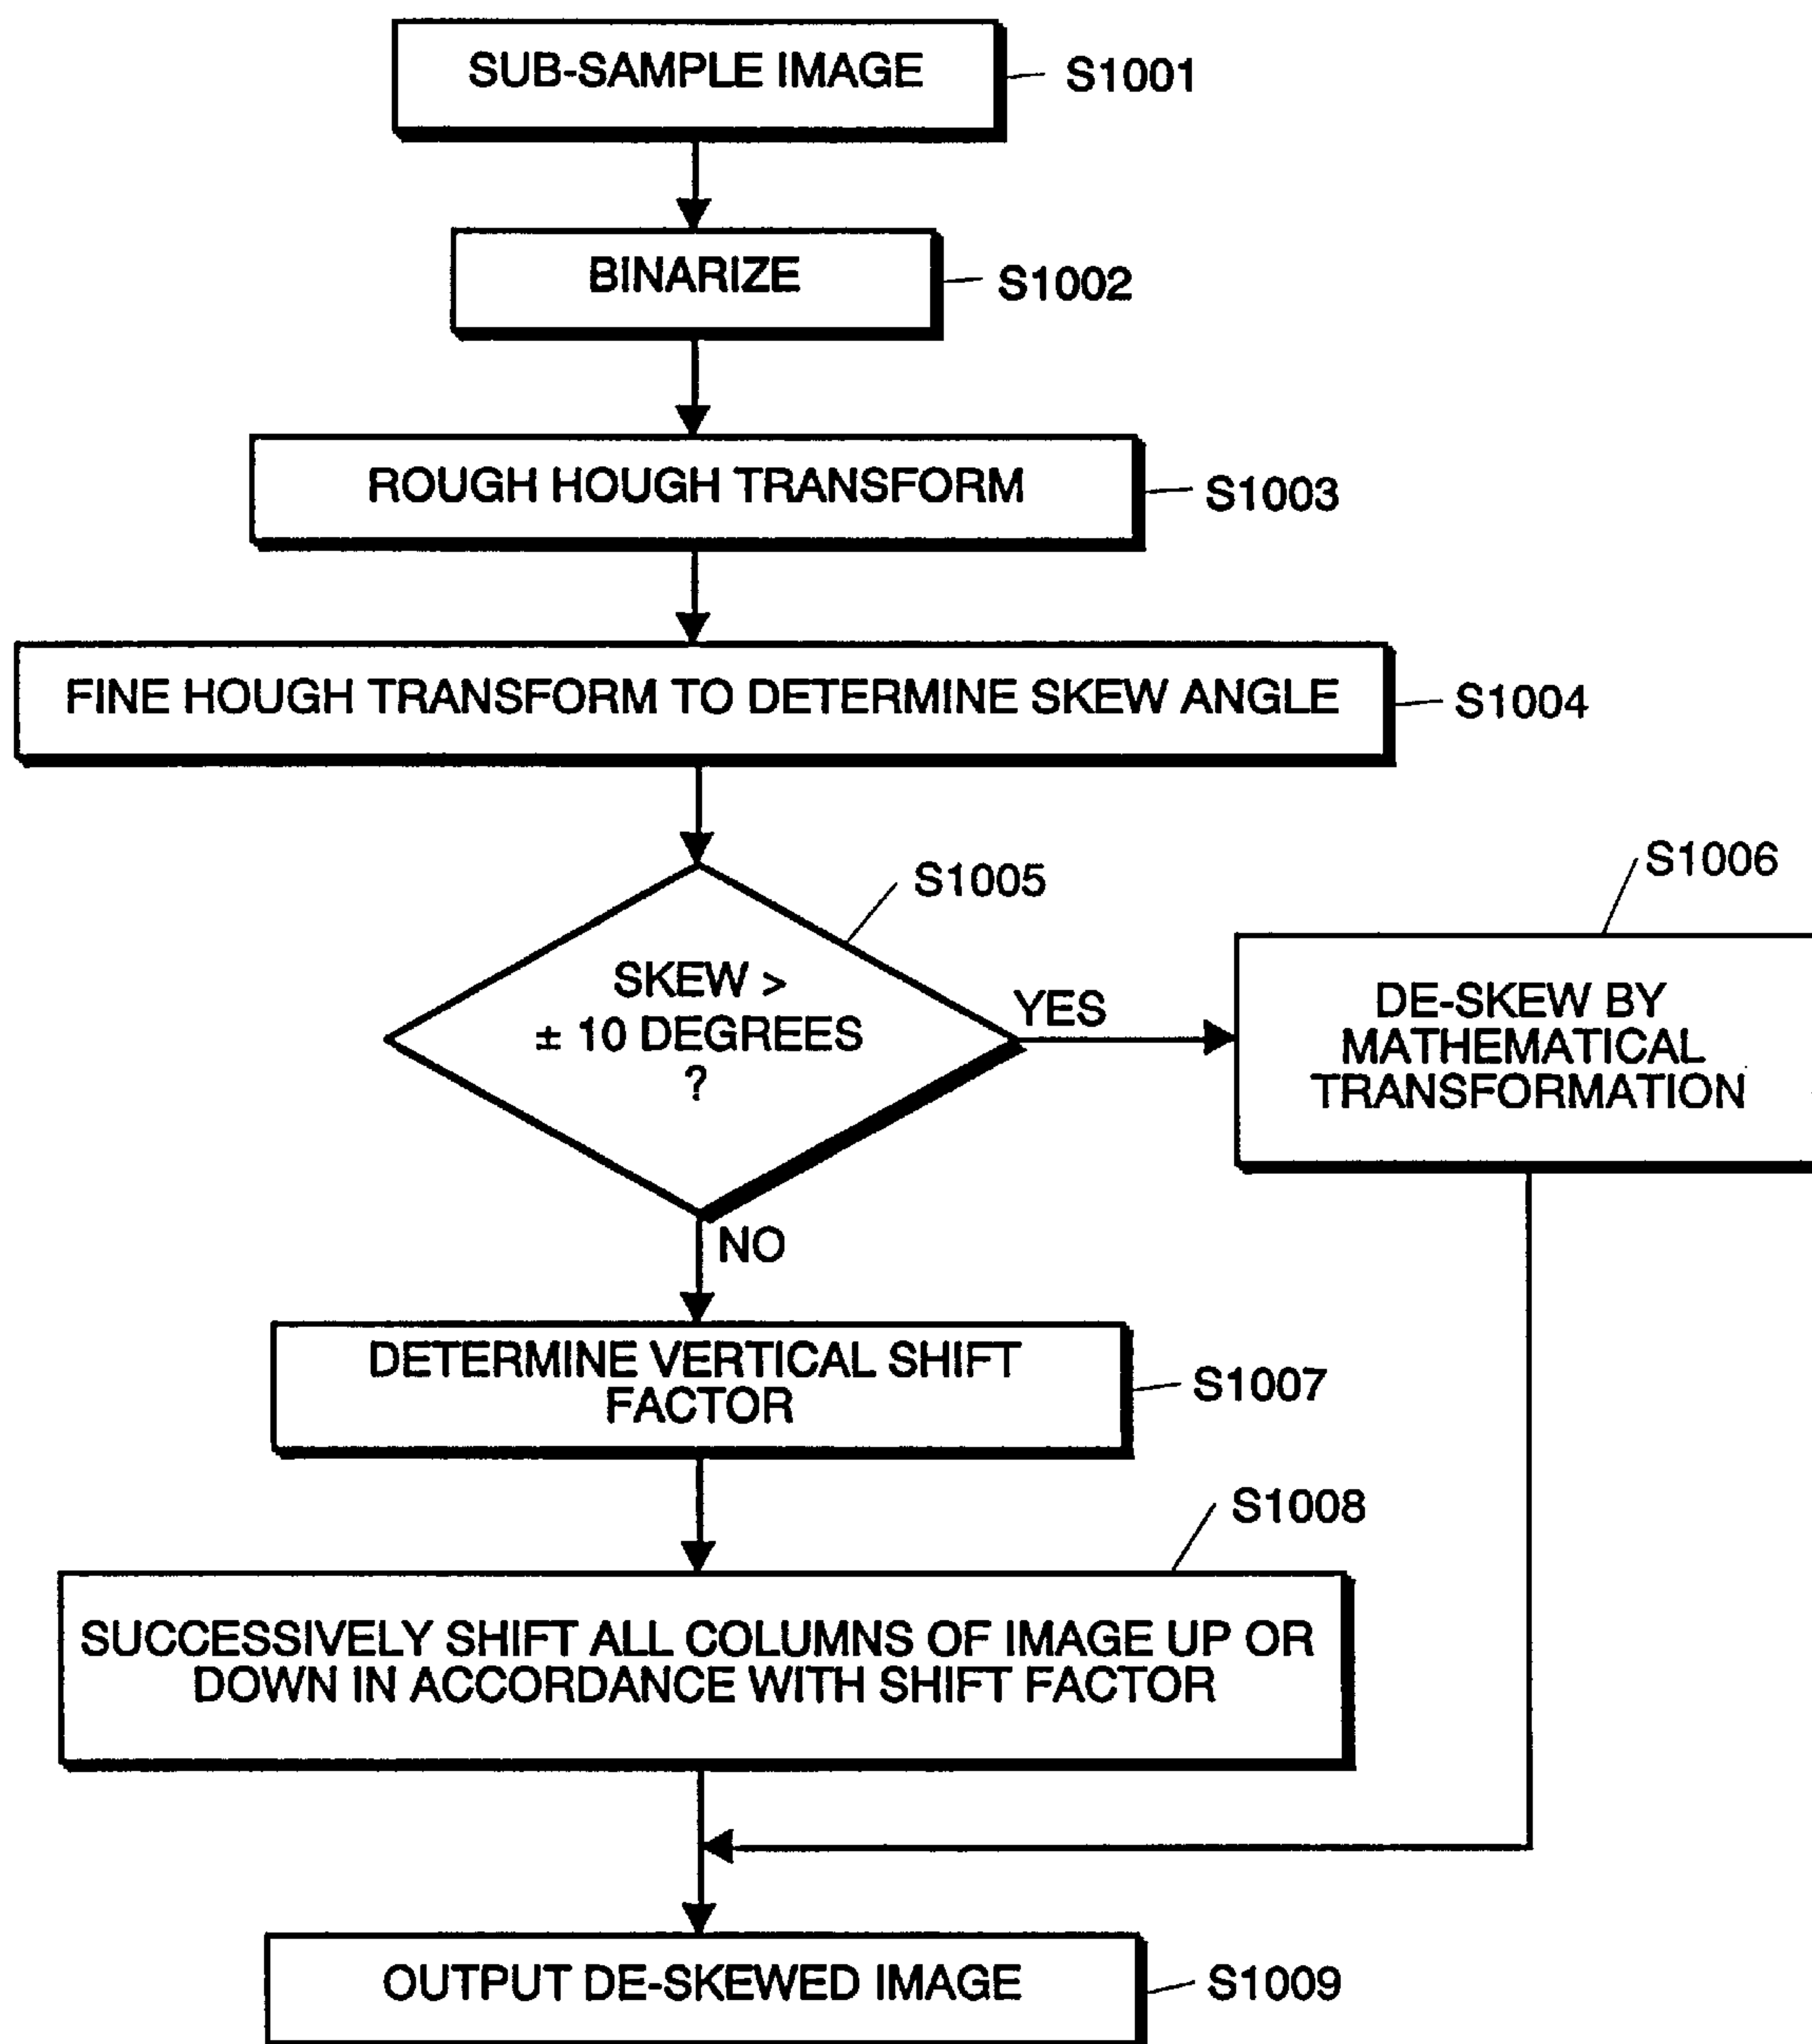 SUB-SAMPLE IMAGE
S1001
BINARIZE
S1002
ROUGH HOUGH TRANSFORM
S1003
FINE HOUGH TRANSFORM TO DETERMINE SKEW ANGLE
S1004
S1005
SKEW >
± 10 DEGREES
?
YES
S1006
DE-SKEW BY
MATHEMATICAL
TRANSFORMATION
NO
DETERMINE VERTICAL SHIFT
FACTOR
S1007
S1008
SUCCESSIVELY SHIFT ALL COLUMNS OF IMAGE UP OR
DOWN IN ACCORDANCE WITH SHIFT FACTOR
OUTPUT DE-SKEWED IMAGE
S1009